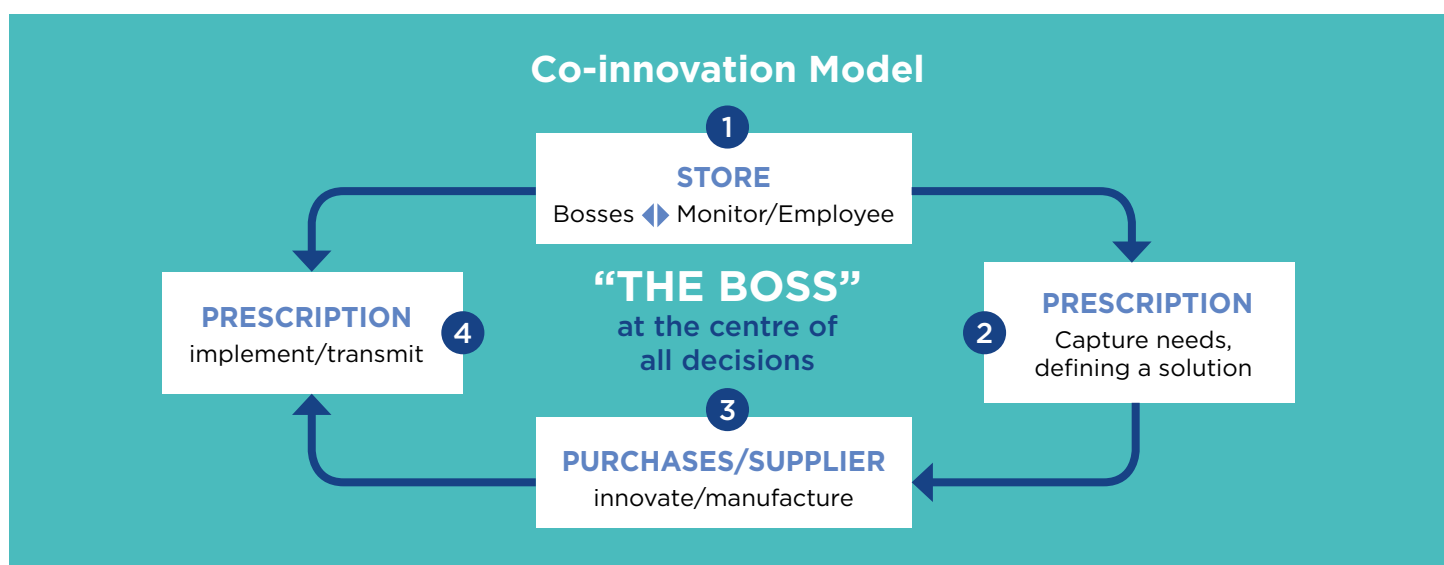 Co-innovation Model
1
STORE
Bosses Monitor/Employee
“THE BOSS”
at the centre of
all decisions
2
PRESCRIPTION
Capture needs,
defining a solution
3
PURCHASES/SUPPLIER
innovate/manufacture
4
PRESCRIPTION
implement/transmit